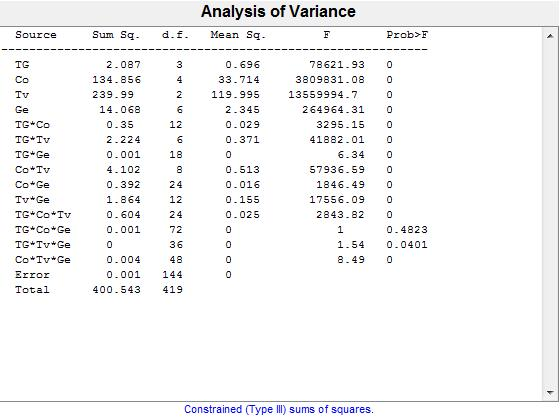 Analysis of Variance
Source Sum Sq. d.f. Mean Sq. F Prob>F
TG 2.087 3 0.696 78621.93 0
Co 134.856 4 33.714 3809831.08 0
Tv 239.99 2 119.995 13559994.7 0
Ge 14.068 6 2.345 264964.31 0
TG*Co 0.35 12 0.029 3295.15 0
TG*Tv 2.224 6 0.371 41882.01 0
TG*Ge 0.001 18 0 6.34 0
Co*Tv 4.102 8 0.513 57936.59 0
Co*Ge 0.392 24 0.016 1846.49 0
Tv*Ge 1.864 12 0.155 17556.09 0
TG*Co*Tv 0.604 24 0.025 2843.82 0
TG*Co*Ge 0.001 72 0 1 0.4823
TG*Tv*Ge 0 36 0 1.54 0.0401
Co*Tv*Ge 0.004 48 0 8.49 0
Error 0.001 144 0
Total 400.543 419
Constrained (Type III) sums of squares.